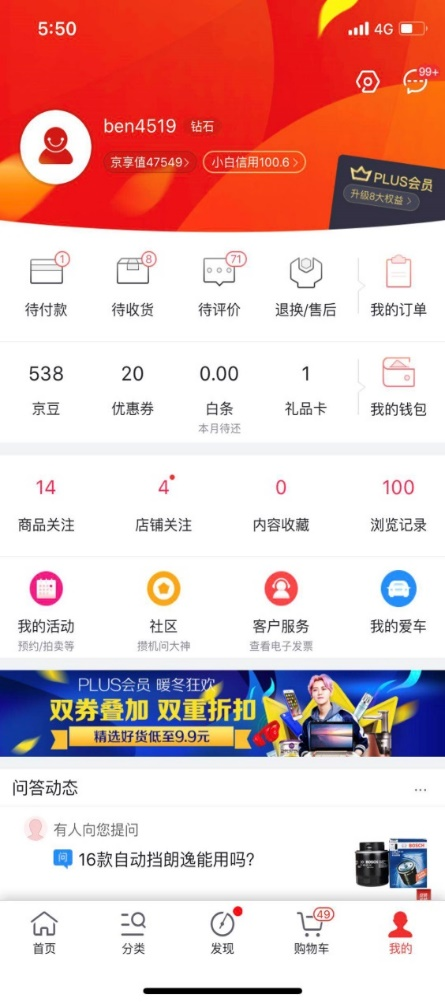 5:50
4G
99+
ben4519 钻石
京享值47549>
小白信用100.6>
PLUS会员
升级8大权益>
1
8
71
待付款
待收货
待评价
退换/售后
我的订单
538
20
0.00
1
京豆
优惠券
白条
礼品卡
我的钱包
本月待还
14
4
0
100
商品关注
店铺关注
内容收藏
浏览记录
我的活动
社区
客户服务
我的爱车
预约/拍卖等
攒机问大神
查看电子发票
PLUS会员 暖冬狂欢
双券叠加 双重折扣
精选好货低至9.9元
问答动态
...
有人向您提问
问 16款自动挡朗逸能用吗?
BOSCH
49
首页
分类
发现
购物车
我的